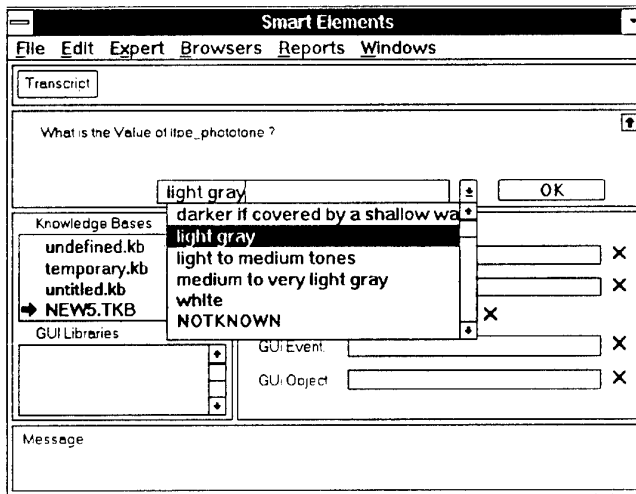 Smart Elements
File Edit Expert Browsers Reports Windows
Transcript
What is the Value of itpe_phototone ?
light gray
OK
darker if covered by a shallow wa
light gray
light to medium tones
medium to very light gray
white
NOTKNOWN
Knowledge Bases
undefined.kb
temporary.kb
untitled.kb
NEW5.TKB
GUI Libraries
GUI Event
GUI Object
Message